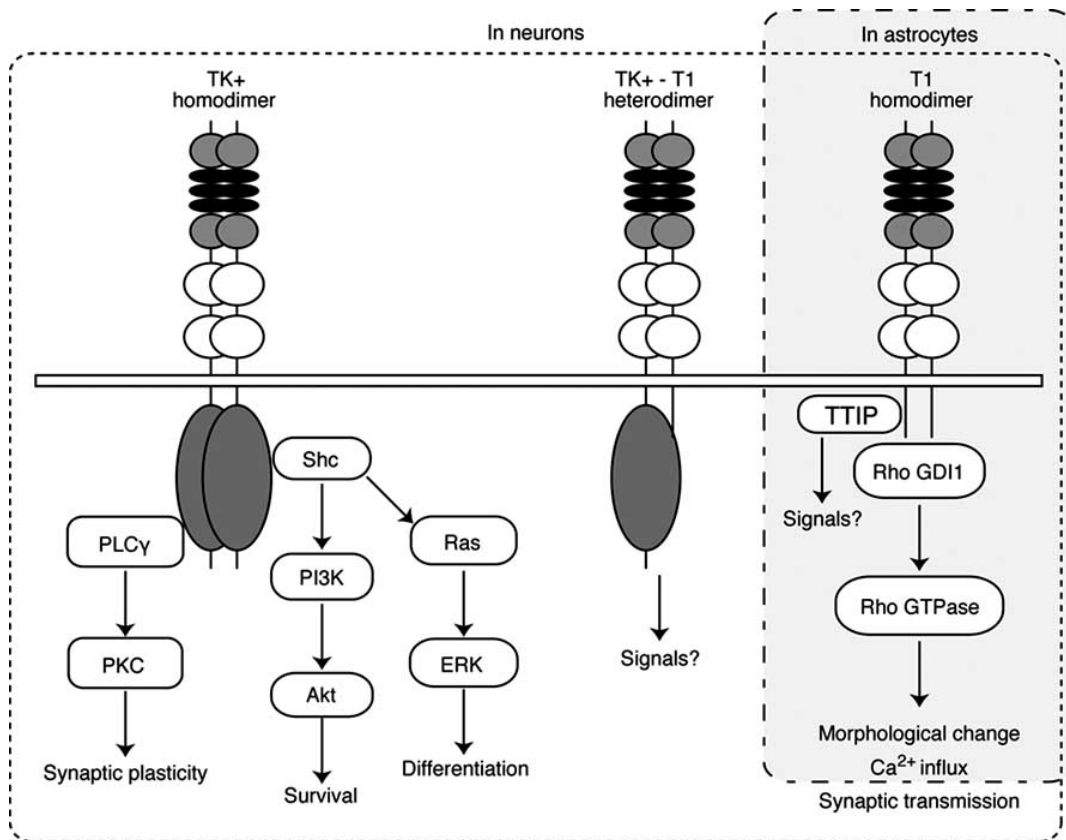 In neurons
In astrocytes
TK+
homodimer
TK+ - T1
heterodimer
T1
homodimer
TTIP
Shc
Rho GDI1
Signals?
PLCγ
Ras
PI3K
Rho GTPase
Signals?
PKC
ERK
Akt
Morphological change
Ca²⁺ influx
Synaptic plasticity
Differentiation
Survival
Synaptic transmission